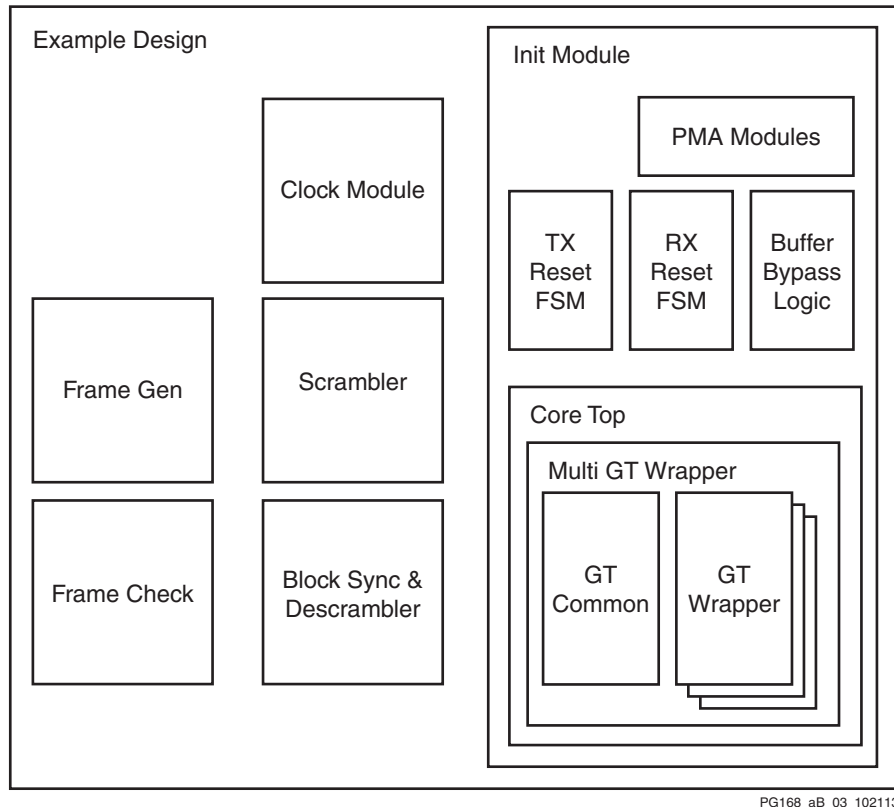 Example Design
Init Module
PMA Modules
Clock Module
TX
Reset
FSM
RX
Reset
FSM
Buffer
Bypass
Logic
Frame Gen
Scrambler
Core Top
Multi GT Wrapper
Frame Check
Block Sync &
Descrambler
GT
Common
GT
Wrapper
PG168_aB_03_102113